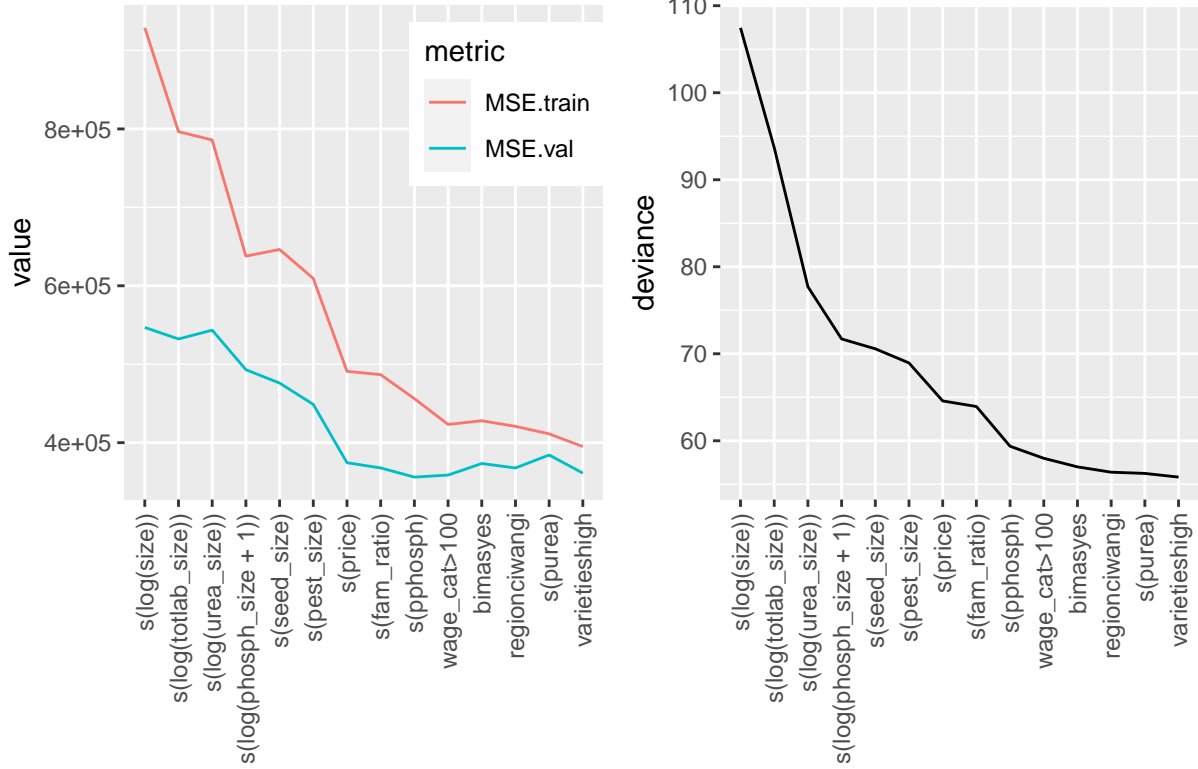 value
8e+05
6e+05
4e+05
metric
MSE.train
MSE.val
s(log(size))
s(log(totlab_size))
s(log(urea_size))
s(log(phosph_size + 1))
s(seed_size)
s(pest_size)
s(price)
s(fam_ratio)
s(pphosph)
wage_cat>100
bimasyes
regionciwangi
s(purea)
varietieshigh
deviance
110
100
90
80
70
60
s(log(size))
s(log(totlab_size))
s(log(urea_size))
s(log(phosph_size + 1))
s(seed_size)
s(pest_size)
s(price)
s(fam_ratio)
s(pphosph)
wage_cat>100
bimasyes
regionciwangi
s(purea)
varietieshigh